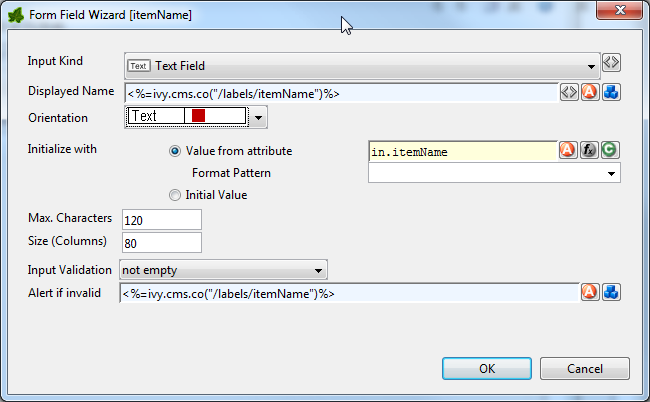 Form Field Wizard [itemName]
Input Kind Text Text Field
Displayed Name <%=ivy.cms.co("/labels/itemName")%>
Orientation Text
Initialize with Value from attribute in.itemName
Format Pattern
Initial Value
Max. Characters 120
Size (Columns) 80
Input Validation not empty
Alert if invalid <%=ivy.cms.co("/labels/itemName")%>
OK Cancel